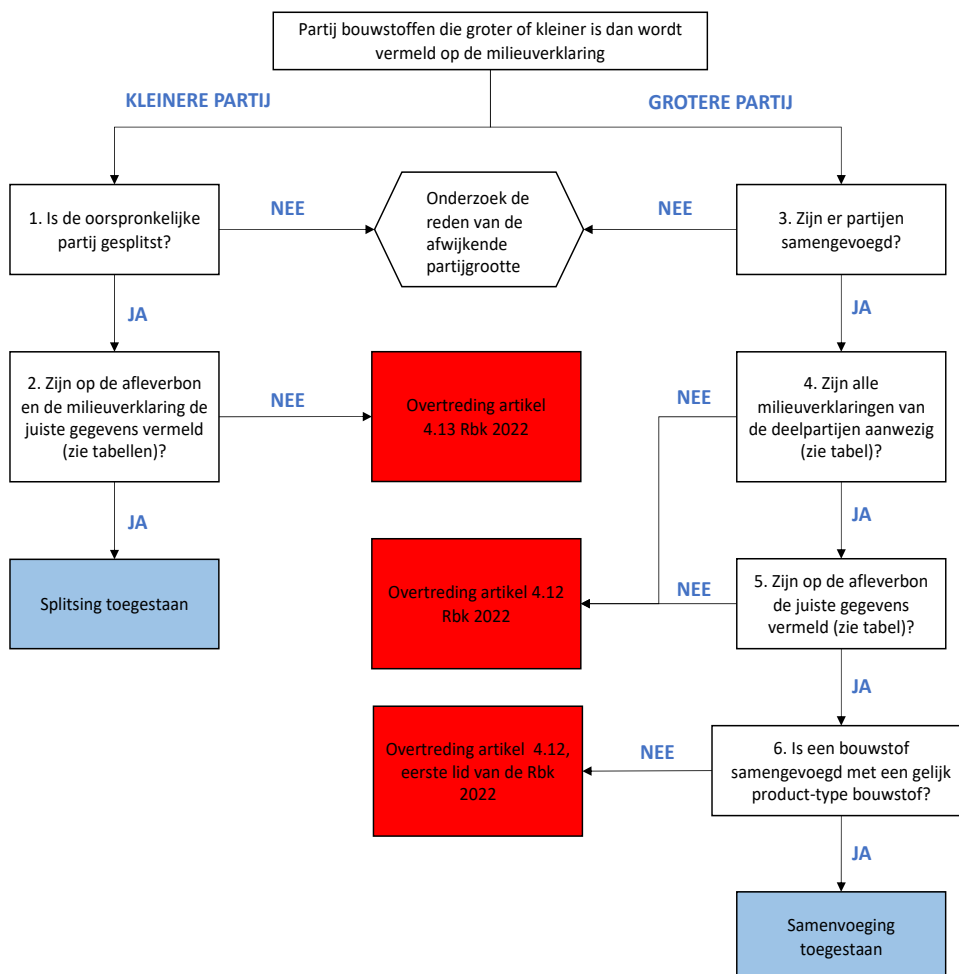 Partij bouwstoffen die groter of kleiner is dan wordt
vermeld op de milieuverklaring
KLEINERE PARTIJ
GROTERE PARTIJ
1. Is de oorspronkelijke
partij gesplitst?
NEE
Onderzoek de
reden van de
afwijkende
partijgrootte
NEE
3. Zijn er partijen
samengevoegd?
JA
JA
2. Zijn op de afleverbon
en de milieuverklaring de
juiste gegevens vermeld
(zie tabellen)?
NEE
Overtreding artikel
4.13 Rbk 2022
NEE
4. Zijn alle
milieuverklaringen van
de deelpartijen aanwezig
(zie tabel)?
JA
JA
Splitsing toegestaan
Overtreding artikel 4.12
Rbk 2022
NEE
5. Zijn op de afleverbon
de juiste gegevens
vermeld (zie tabel)?
JA
Overtreding artikel 4.12,
eerste lid van de Rbk
2022
NEE
6. Is een bouwstof
samengevoegd met een gelijk
product-type bouwstof?
JA
Samenvoeging
toegestaan